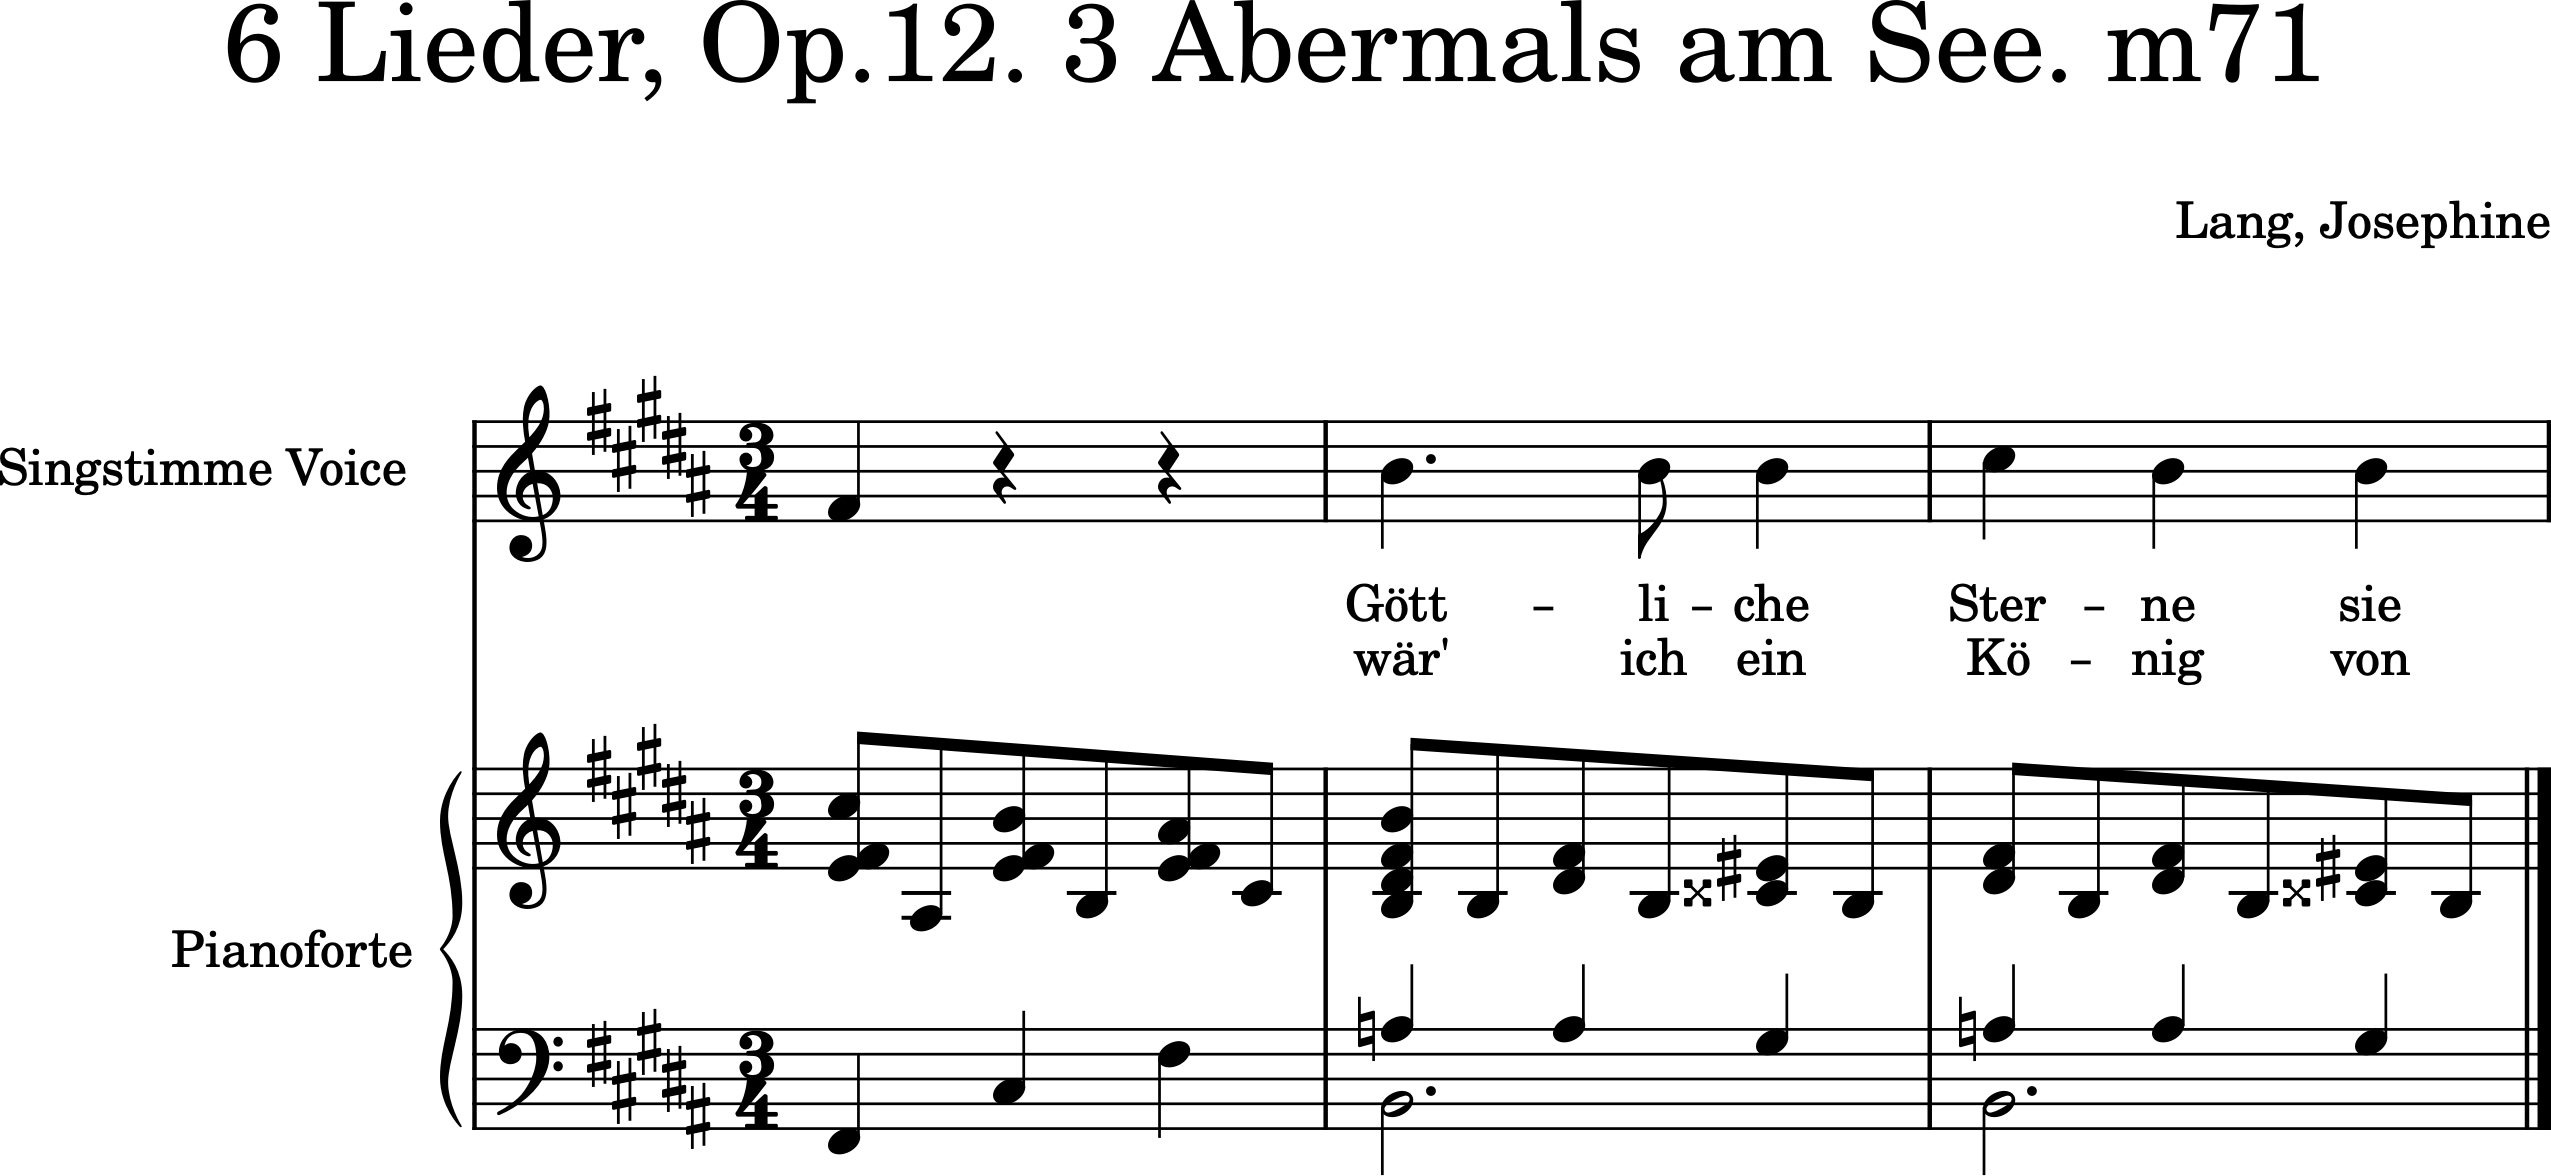 6 Lieder, Op.12. 3 Abermals am See. m71
Lang, Josephine
Singstimme Voice
Gött - li - che Ster - ne sie
wär' ich ein Kö - nig von
Pianoforte